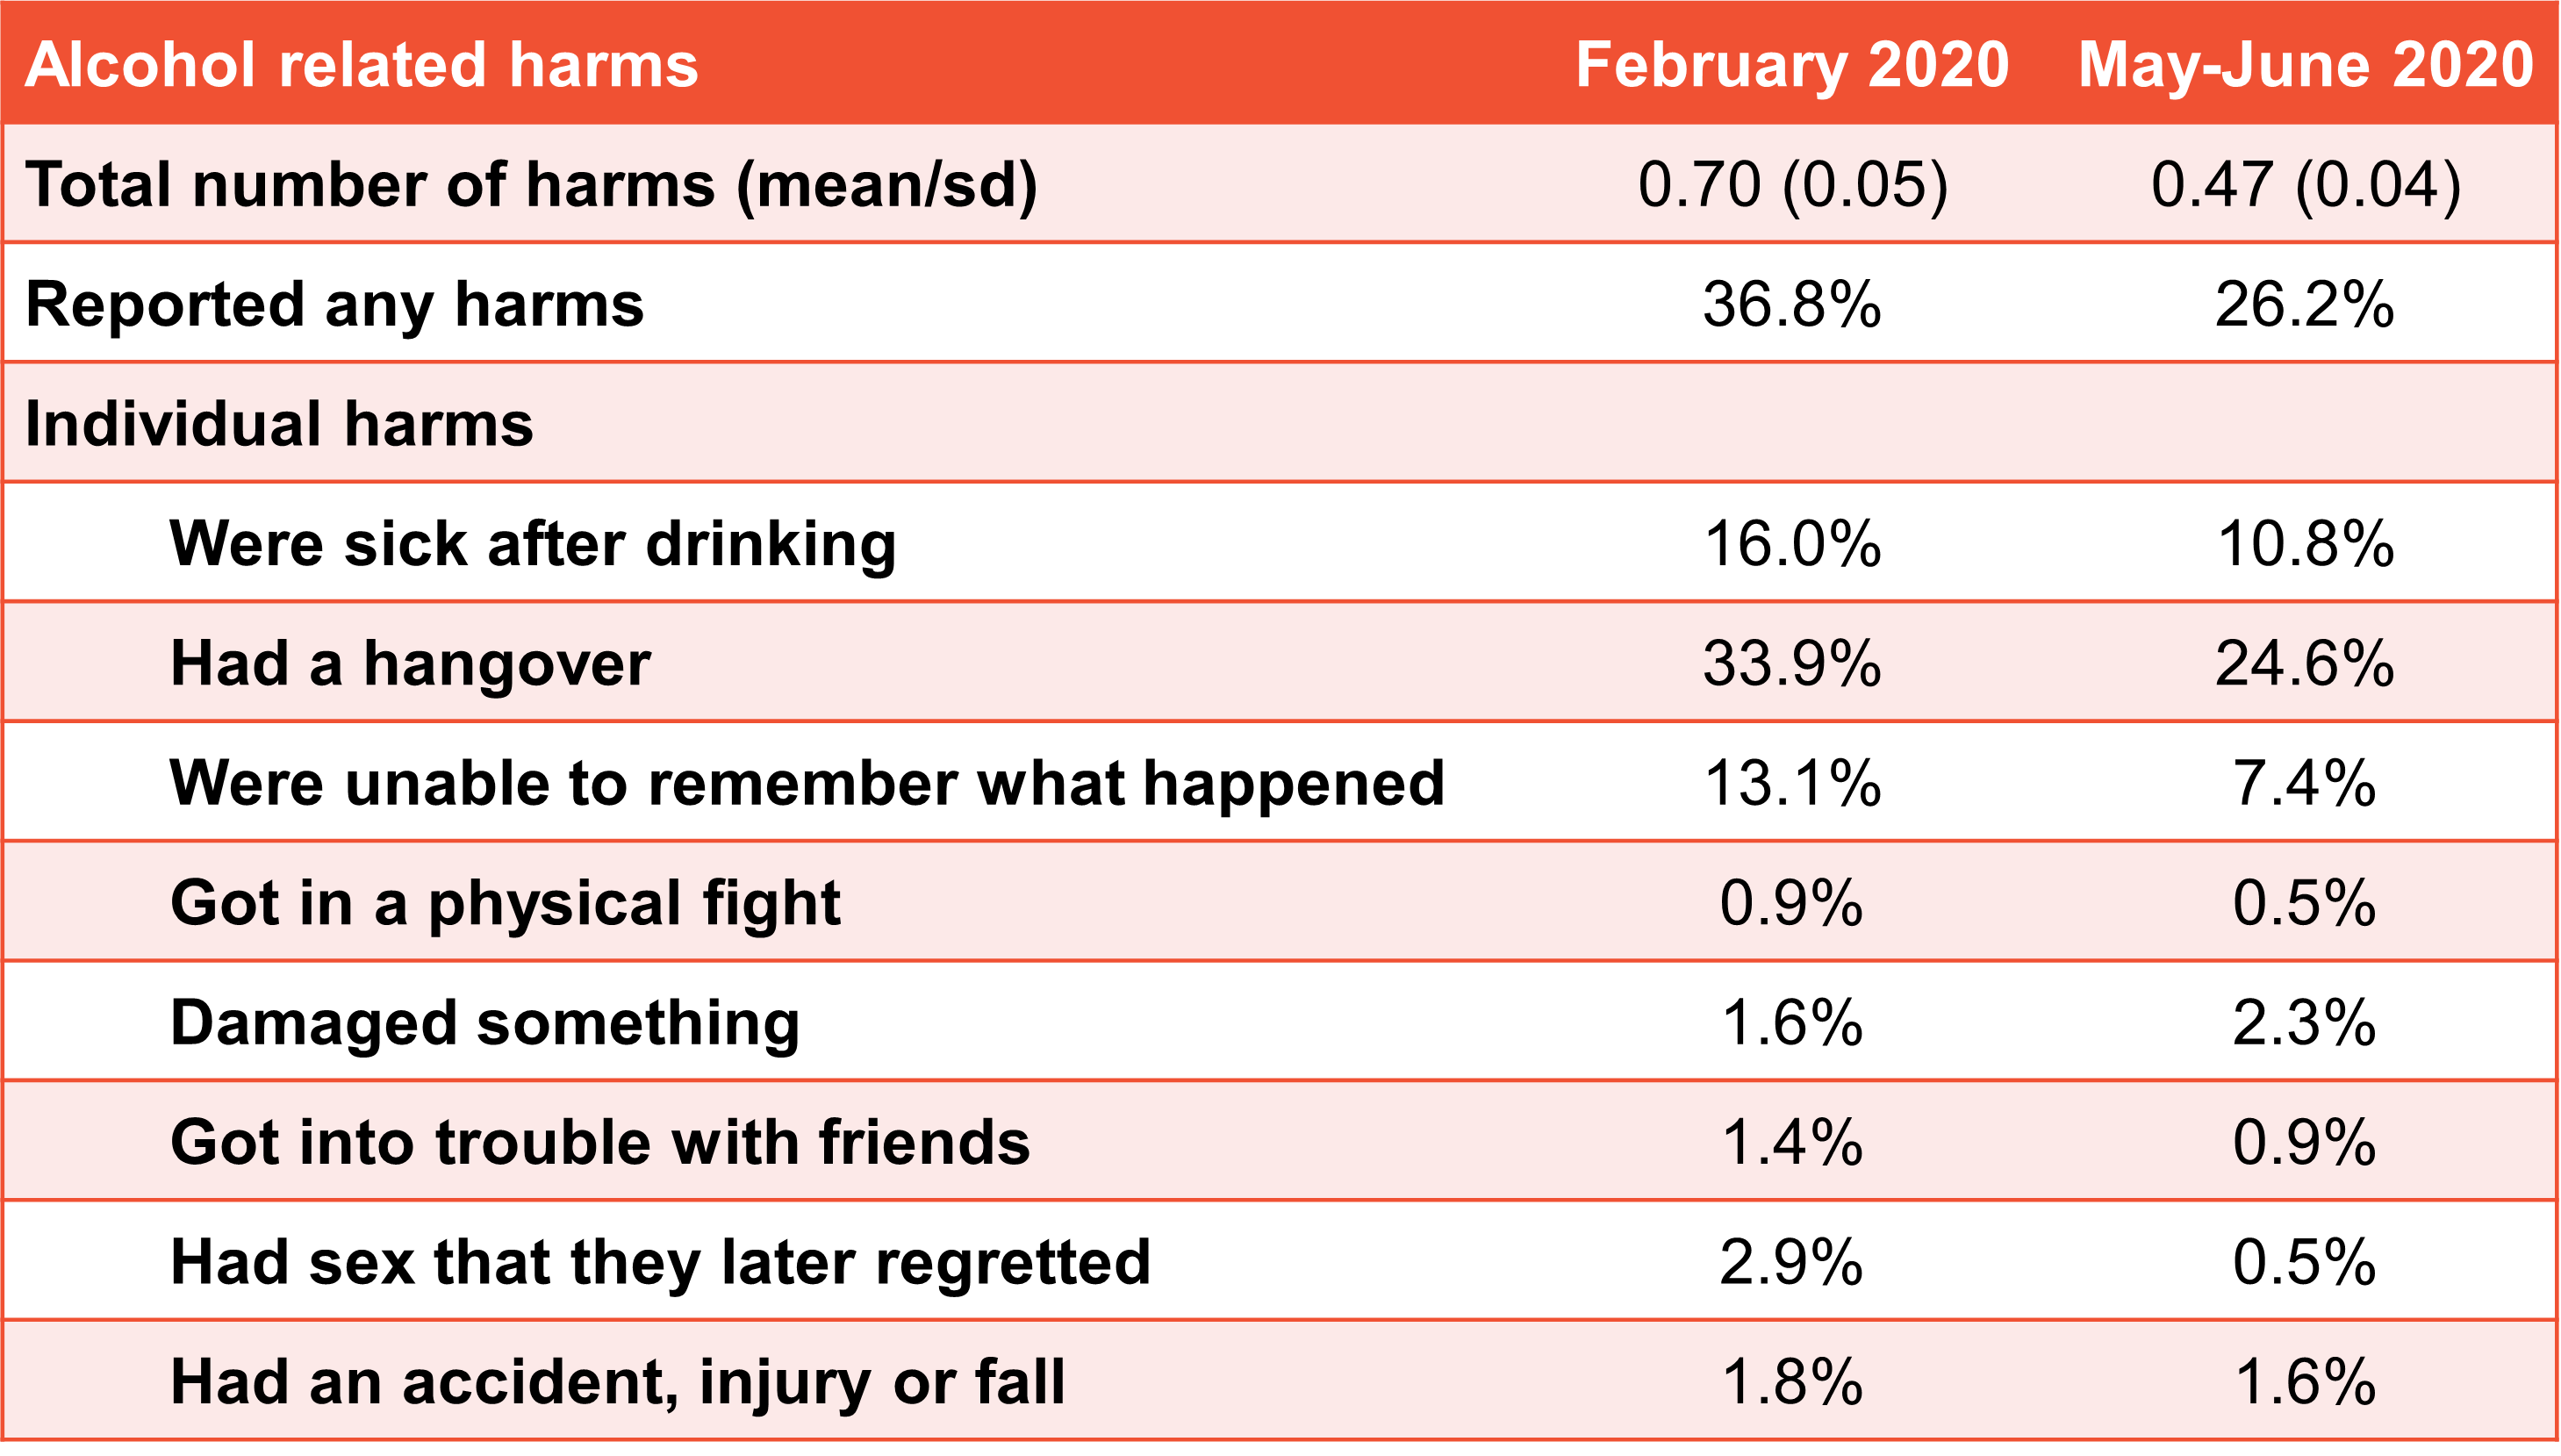 Alcohol related harms February 2020 May-June 2020
Total number of harms (mean/sd) 0.70 (0.05) 0.47 (0.04)
Reported any harms 36.8% 26.2%
Individual harms
Were sick after drinking 16.0% 10.8%
Had a hangover 33.9% 24.6%
Were unable to remember what happened 13.1% 7.4%
Got in a physical fight 0.9% 0.5%
Damaged something 1.6% 2.3%
Got into trouble with friends 1.4% 0.9%
Had sex that they later regretted 2.9% 0.5%
Had an accident, injury or fall 1.8% 1.6%